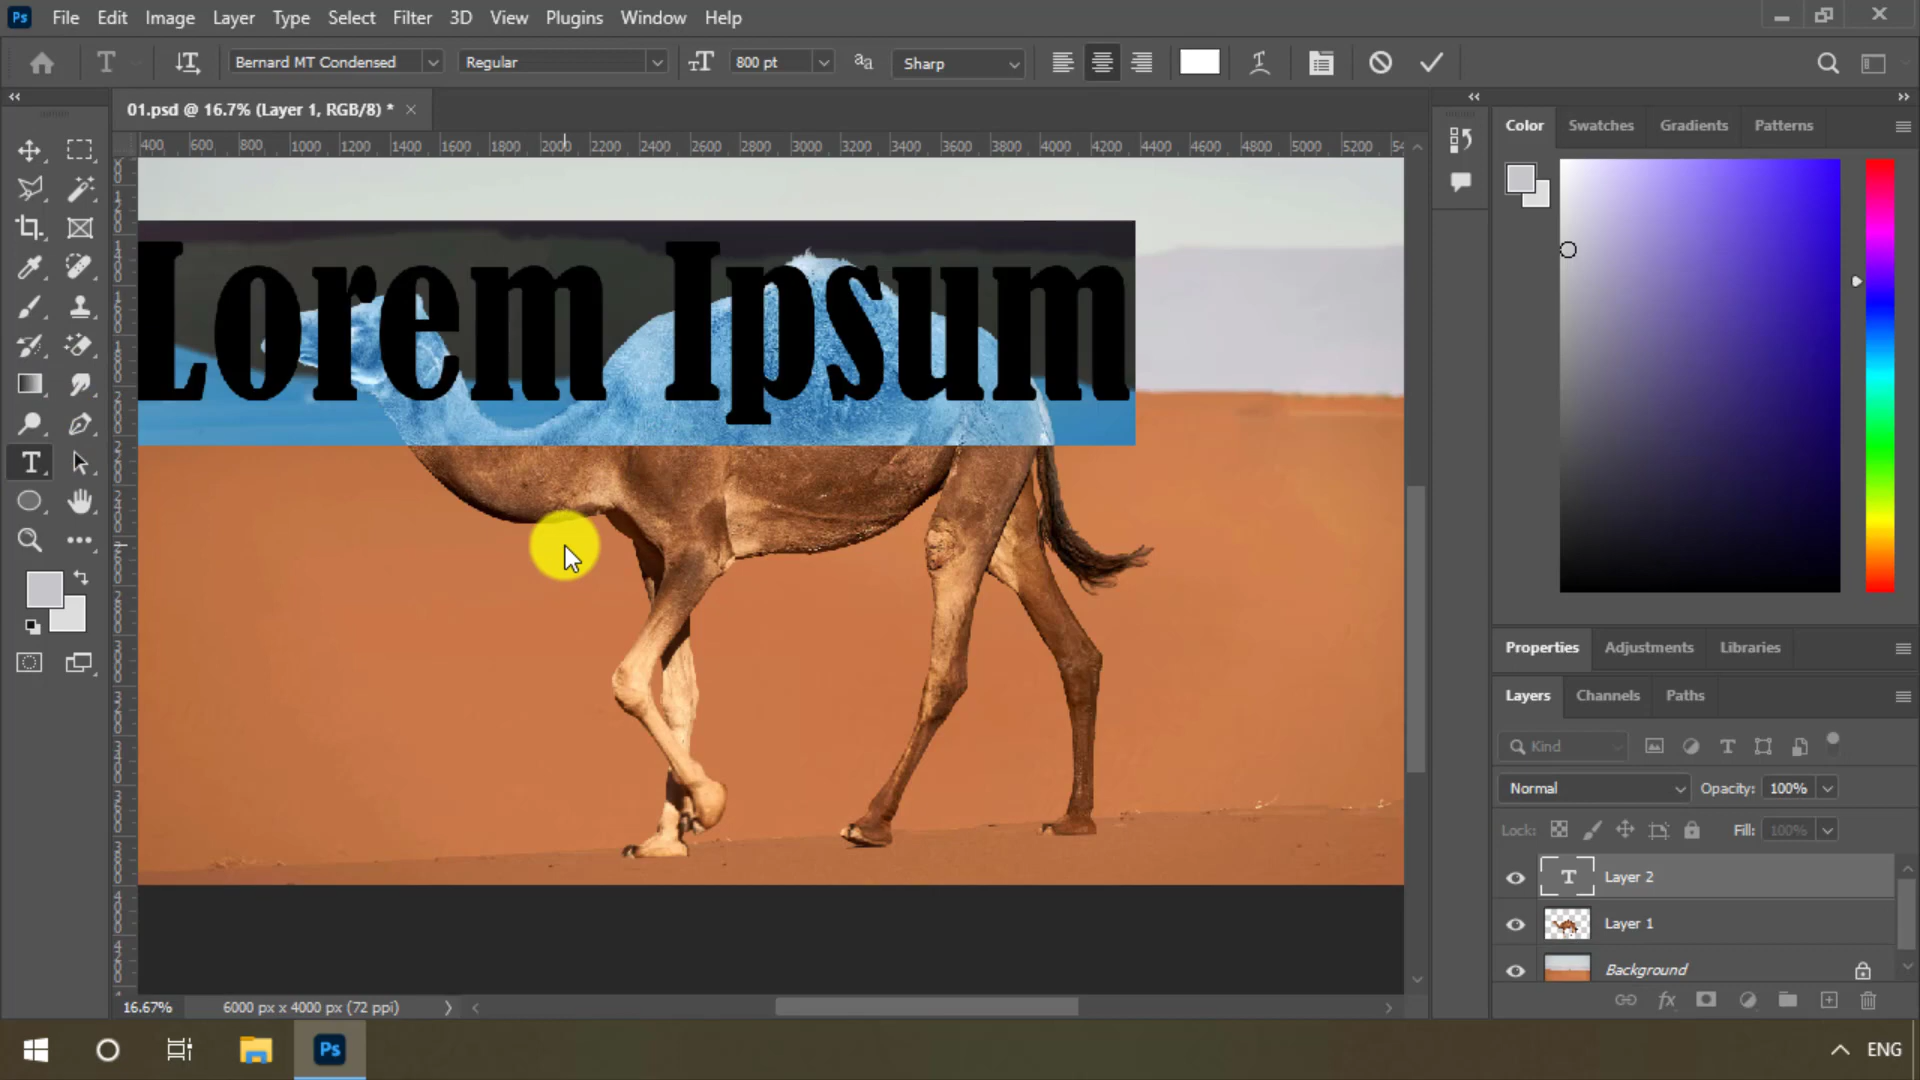 Ps File Edit Image Layer Type Select Filter 3D View Plugins Window Help
T Bernard MT Condensed Regular 800 pt Sharp
01.psd @ 16.7% (Layer 1, RGB/8) *
Color Swatches Gradients Patterns
400 600 800 1000 1200 1400 1600 1800 2000 2200 2400 2600 2800 3000 3200 3400 3600 3800 4000 4200 4400 4600 4800 5000 5200
Lorem Ipsum
Properties Adjustments Libraries
Layers Channels Paths
Kind
Normal Opacity: 100%
Lock: Fill: 100%
T Layer 2
Layer 1
Background
16.67% 6000 px x 4000 px (72 ppi)
fx
Ps ENG